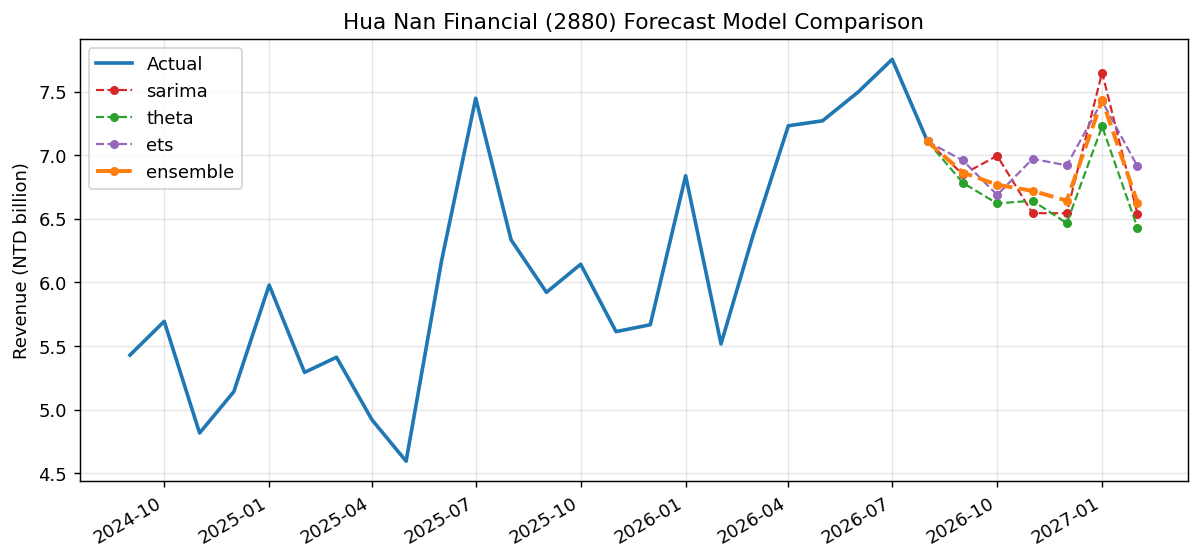 Hua Nan Financial (2880) Forecast Model Comparison
Revenue (NTD billion)
7.5
7.0
6.5
6.0
5.5
5.0
4.5
Actual
sarima
theta
ets
ensemble
2024-10
2025-01
2025-04
2025-07
2025-10
2026-01
2026-04
2026-07
2026-10
2027-01